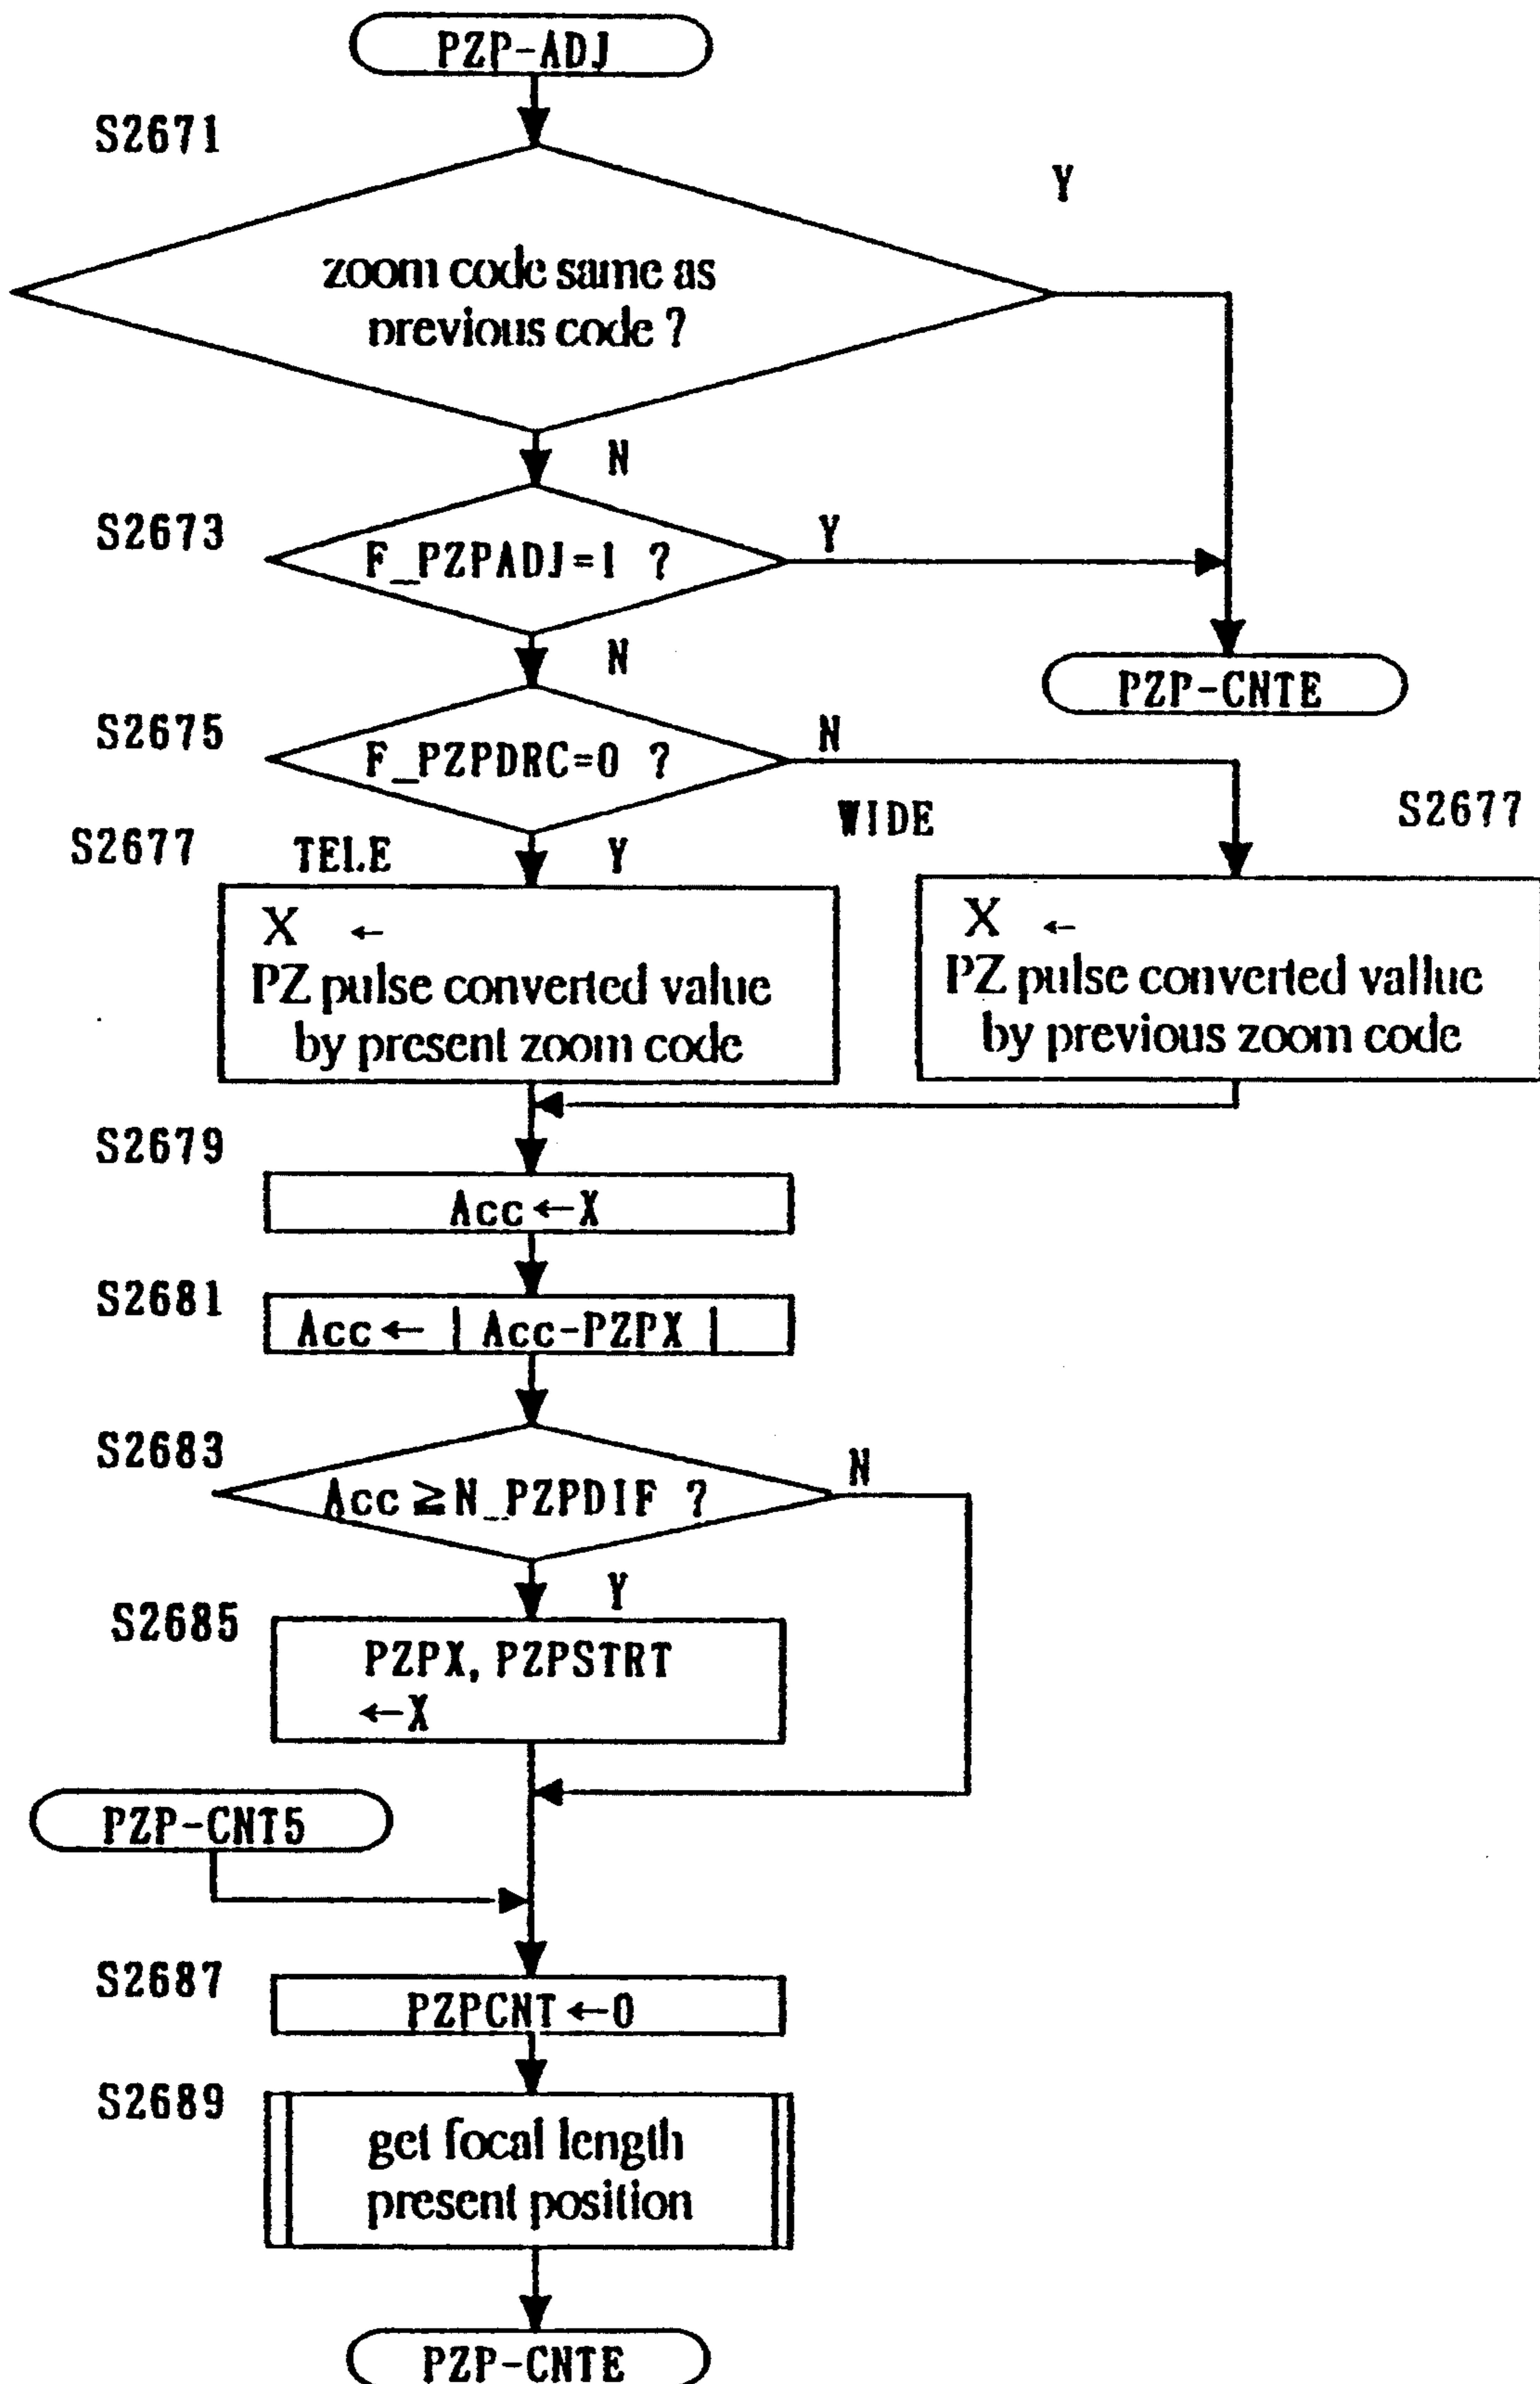 PZP-ADJ
S2671
Y
zoom code same as
previous code ?
N
S2673
F_PZPADJ=1 ?
Y
N
PZP-CNTE
S2675
F_PZPDRC=0 ?
N
WIDE
S2677
S2677
TELE
Y
X ←
PZ pulse converted value
by present zoom code
X ←
PZ pulse converted vallue
by previous zoom code
S2679
Acc←X
S2681
Acc← | Acc-PZPX |
S2683
Acc≧N_PZPDIF ?
N
Y
S2685
PZPX, PZPSTRT
←X
PZP-CNT5
S2687
PZPCNT←0
S2689
get focal length
present position
PZP-CNTE